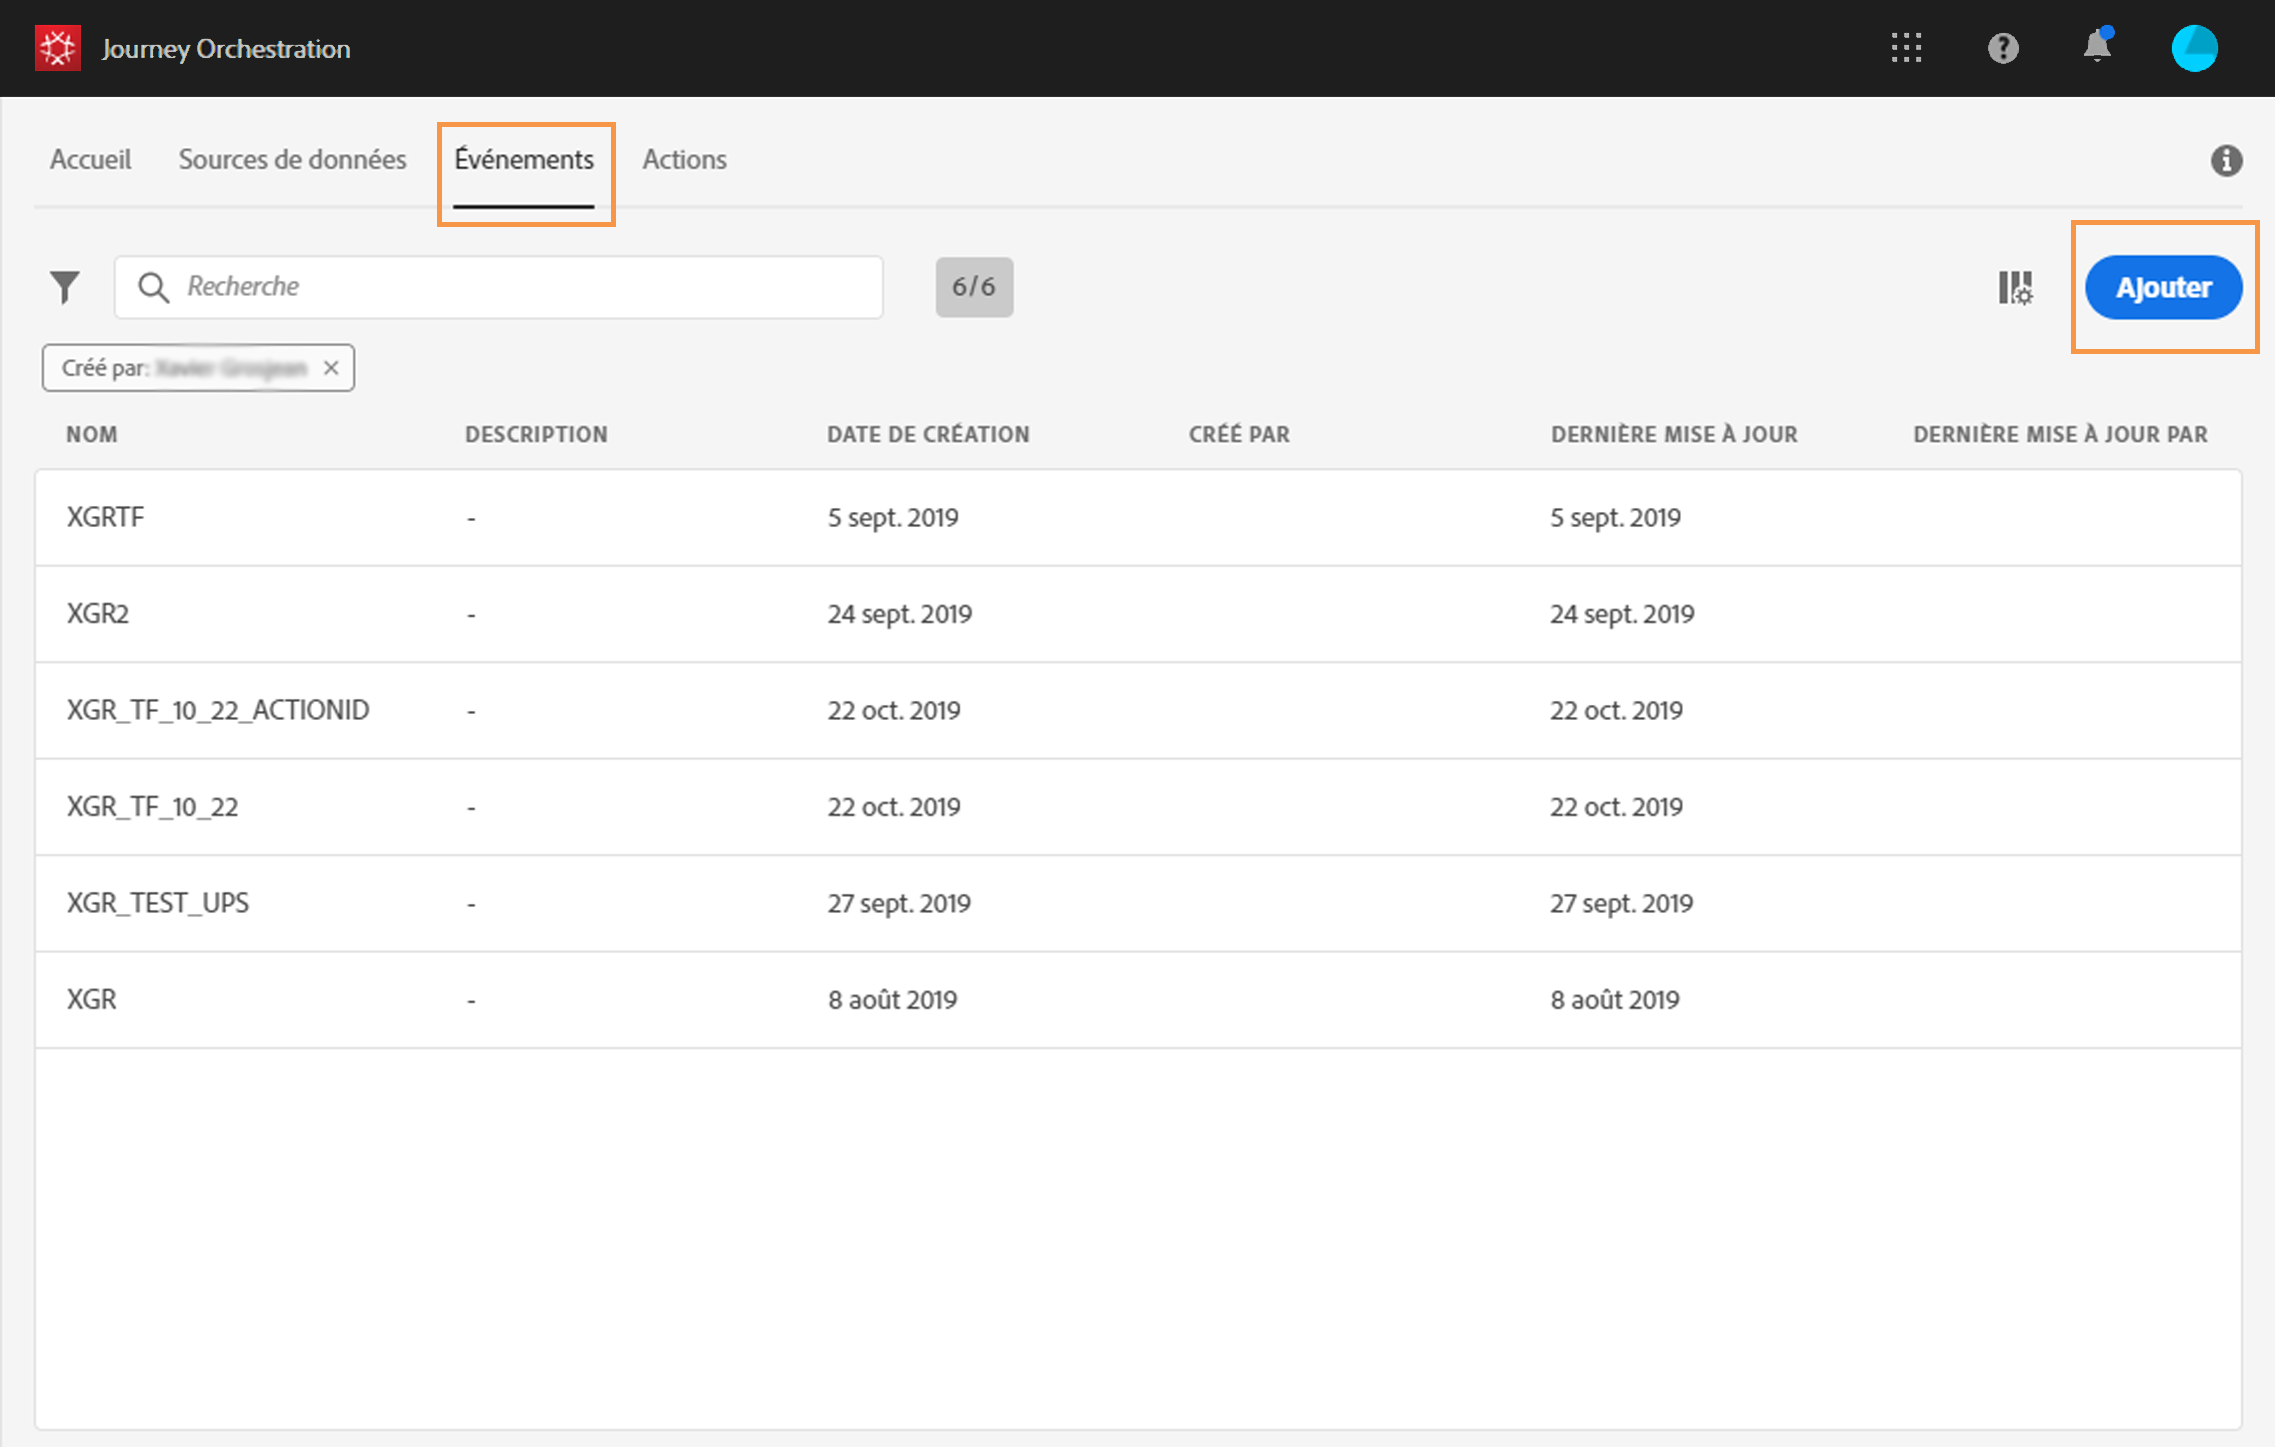 Journey Orchestration
Accueil Sources de données Événements Actions
Recherche 6/6 Ajouter
Créé par:
NOM DESCRIPTION DATE DE CRÉATION CRÉÉ PAR DERNIÈRE MISE À JOUR DERNIÈRE MISE À JOUR PAR
XGRTF - 5 sept. 2019 5 sept. 2019
XGR2 - 24 sept. 2019 24 sept. 2019
XGR_TF_10_22_ACTIONID - 22 oct. 2019 22 oct. 2019
XGR_TF_10_22 - 22 oct. 2019 22 oct. 2019
XGR_TEST_UPS - 27 sept. 2019 27 sept. 2019
XGR - 8 août 2019 8 août 2019